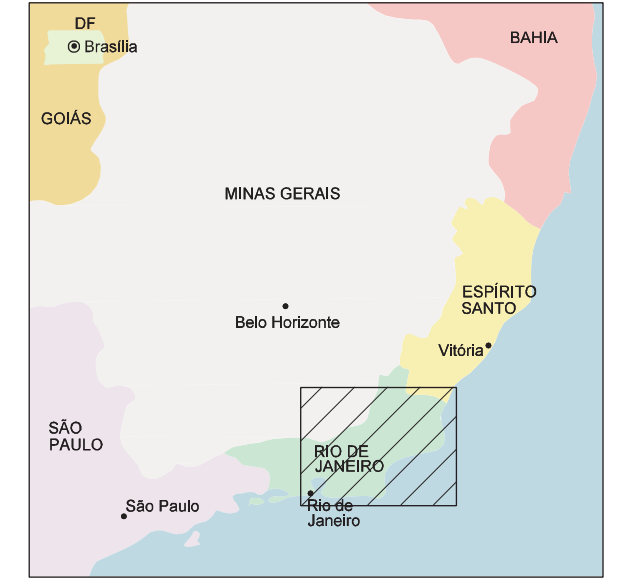 DF
Brasília
BAHIA
GOIÁS
MINAS GERAIS
ESPÍRITO
SANTO
Belo Horizonte
Vitória
SÃO
PAULO
RIO DE
JANEIRO
São Paulo
Rio de
Janeiro